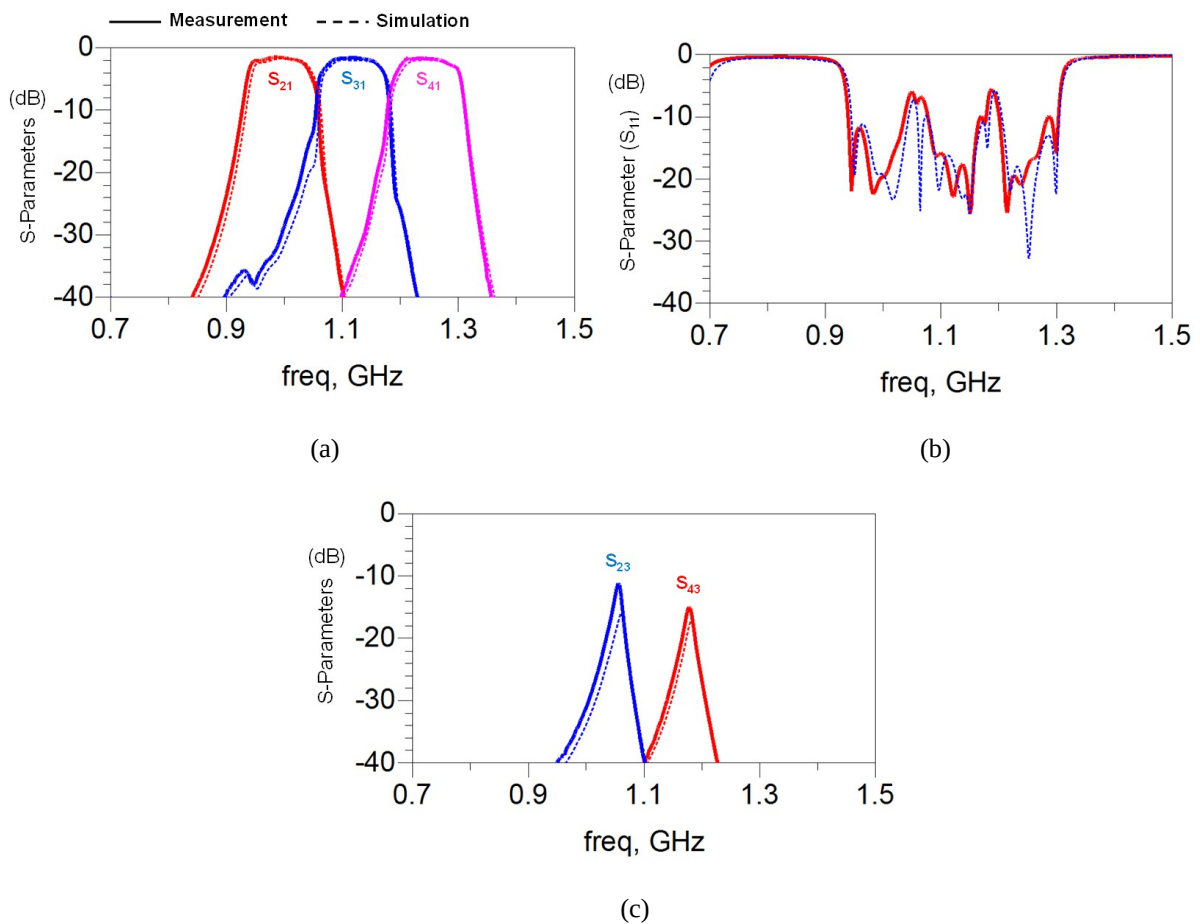 Measurement Simulation
0
-10
-20
-30
-40
(dB)
S-Parameters
S21
S31
S41
0.7 0.9 1.1 1.3 1.5
freq, GHz
(a)
0
-10
-20
-30
-40
(dB)
S-Parameter (S11)
0.7 0.9 1.1 1.3 1.5
freq, GHz
(b)
0
-10
-20
-30
-40
(dB)
S-Parameters
S23
S43
0.7 0.9 1.1 1.3 1.5
freq, GHz
(c)